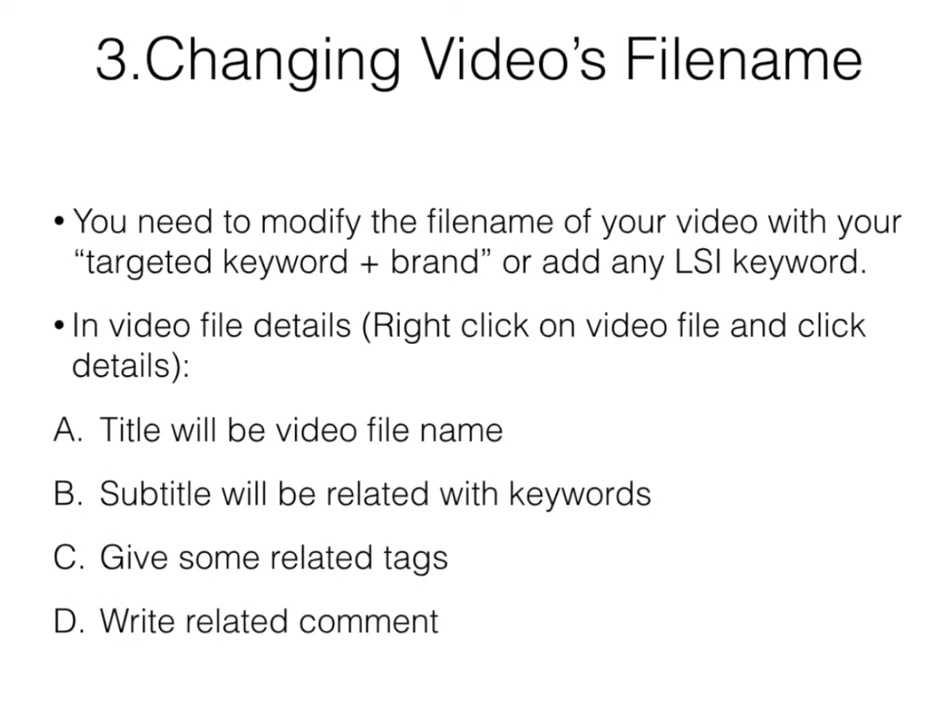 3.Changing Video’s Filename
• You need to modify the filename of your video with your
“targeted keyword + brand” or add any LSI keyword.
• In video file details (Right click on video file and click
details):
A. Title will be video file name
B. Subtitle will be related with keywords
C. Give some related tags
D. Write related comment